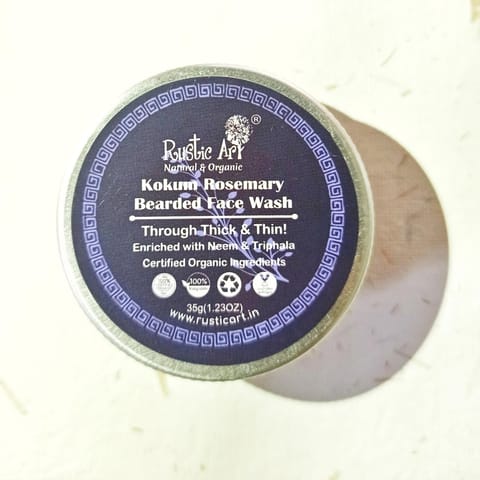 Rustic Art ®
Natural & Organic
Kokum Rosemary
Bearded Face Wash
Through Thick & Thin!
Enriched with Neem & Triphala
Certified Organic Ingredients
100%
35g(1.23OZ)
www.rusticart.in